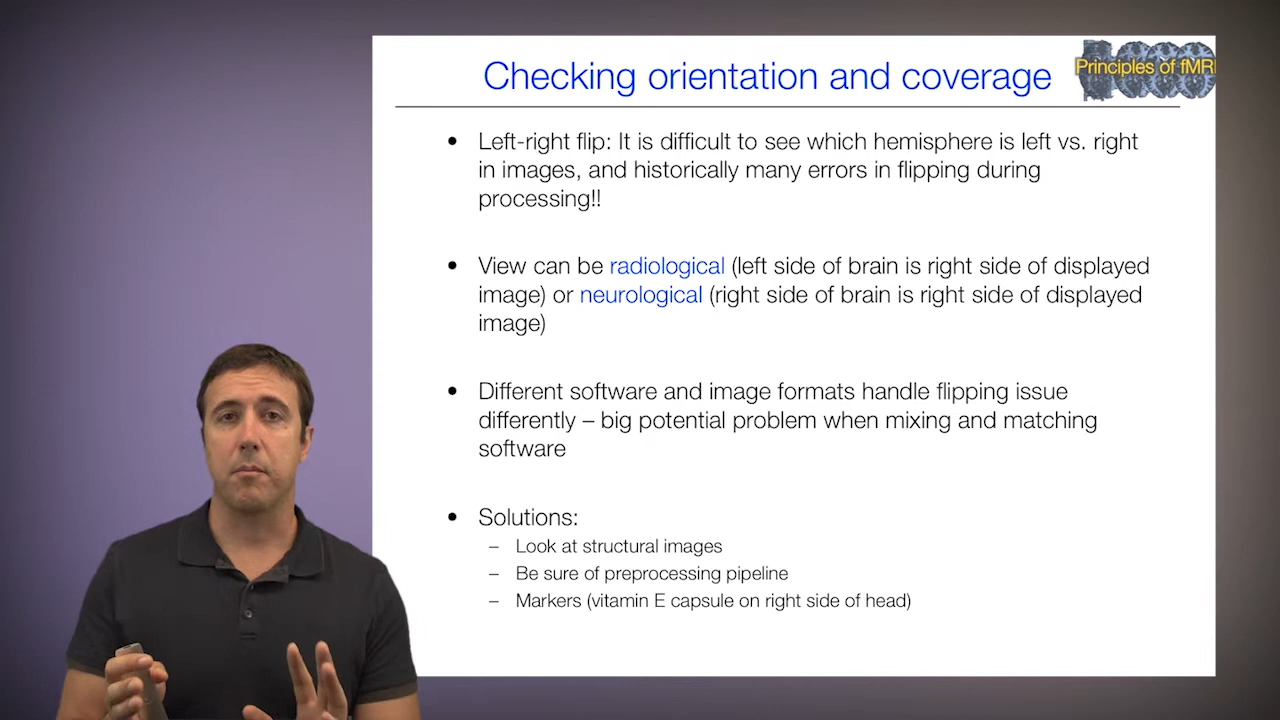 Checking orientation and coverage
Principles of fMRI
• Left-right flip: It is difficult to see which hemisphere is left vs. right
in images, and historically many errors in flipping during
processing!!
• View can be radiological (left side of brain is right side of displayed
image) or neurological (right side of brain is right side of displayed
image)
• Different software and image formats handle flipping issue
differently – big potential problem when mixing and matching
software
• Solutions:
– Look at structural images
– Be sure of preprocessing pipeline
– Markers (vitamin E capsule on right side of head)